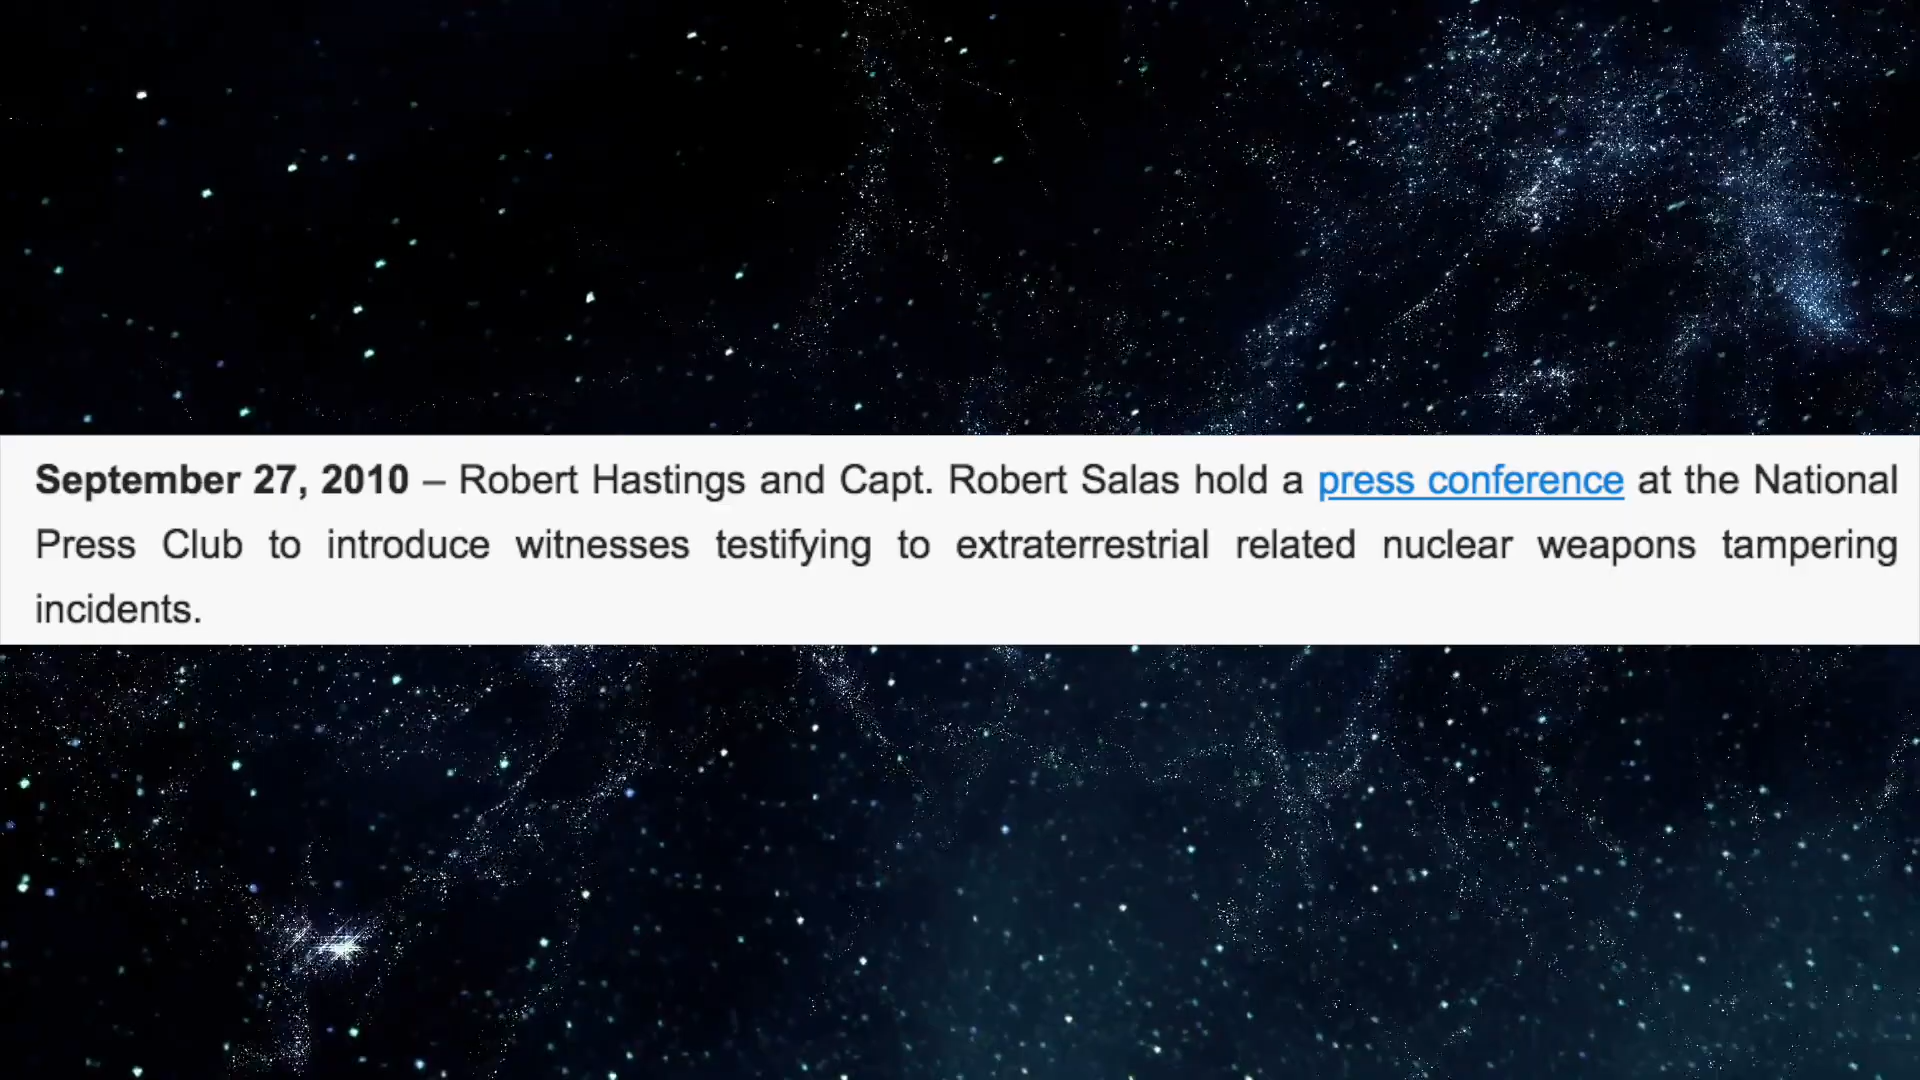 September 27, 2010 – Robert Hastings and Capt. Robert Salas hold a press conference at the National
Press Club to introduce witnesses testifying to extraterrestrial related nuclear weapons tampering
incidents.